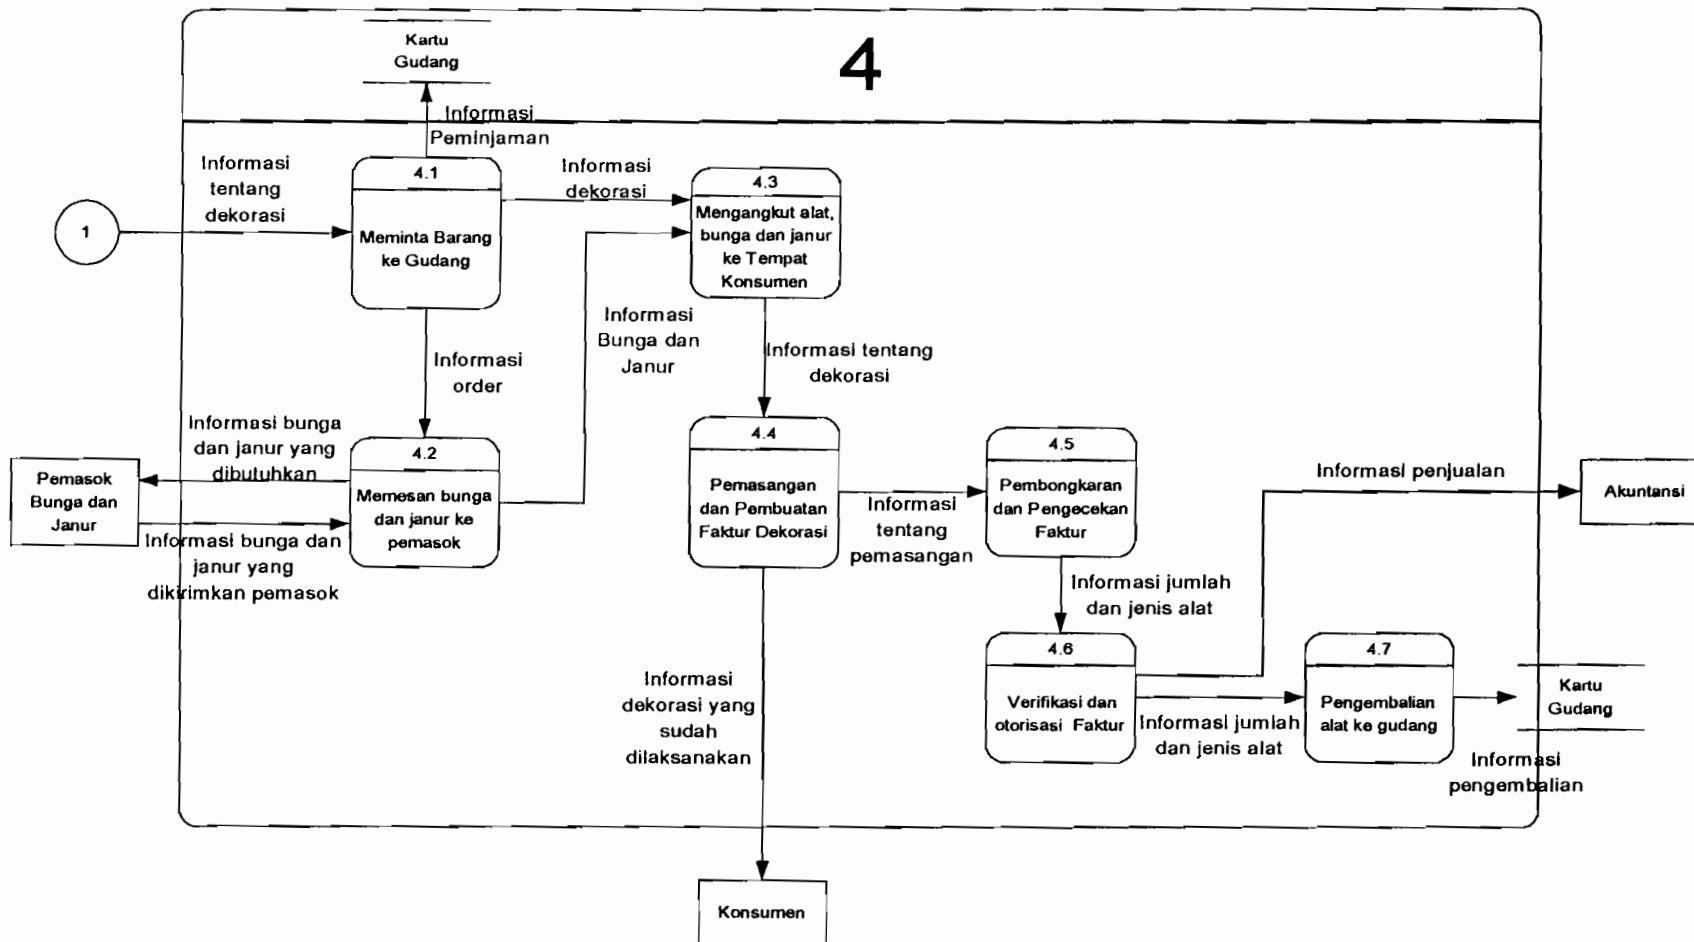 Kartu
Gudang
4
Informasi
Peminjaman
Informasi
tentang
dekorasi
1
4.1
Meminta Barang
ke Gudang
Informasi
dekorasi
4.3
Mengangkut alat,
bunga dan janur
ke Tempat
Konsumen
Informasi
order
Informasi
Bunga dan
Janur
Informasi tentang
dekorasi
Informasi bunga
dan janur yang
dibutuhkan
Pemasok
Bunga dan
Janur
Informasi bunga dan
janur yang
dikirimkan pemasok
4.2
Memesan bunga
dan janur ke
pemasok
4.4
Pemasangan
dan Pembuatan
Faktur Dekorasi
Informasi
tentang
pemasangan
4.5
Pembongkaran
dan Pengecekan
Faktur
Informasi penjualan
Akuntansi
Informasi jumlah
dan jenis alat
4.6
Verifikasi dan
otorisasi Faktur
Informasi jumlah
dan jenis alat
4.7
Pengembalian
alat ke gudang
Kartu
Gudang
Informasi
pengembalian
Informasi
dekorasi yang
sudah
dilaksanakan
Konsumen